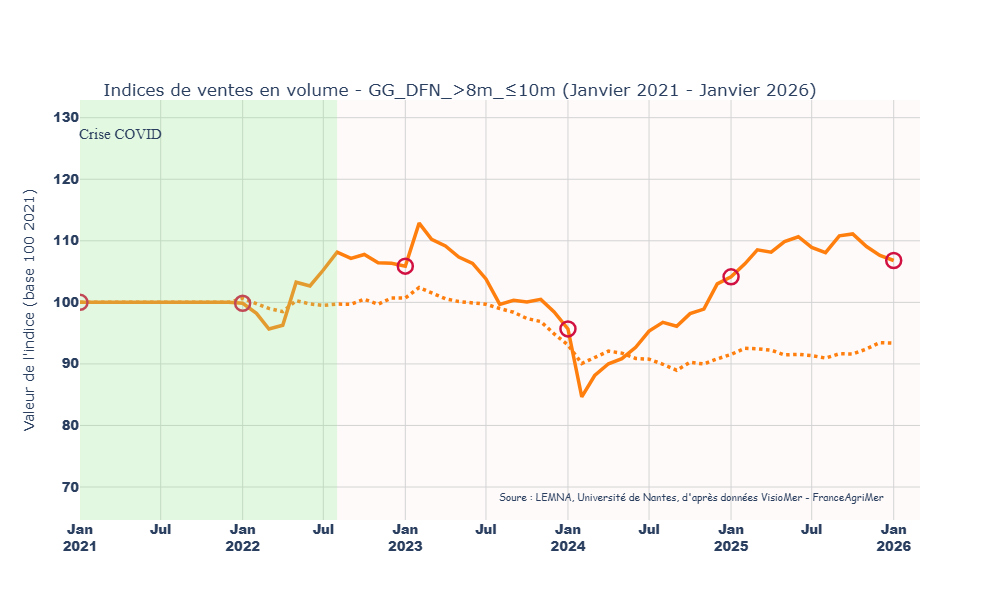 Indices de ventes en volume - GG_DFN_>8m_≤10m (Janvier 2021 - Janvier 2026)
Crise COVID
Valeur de l'Indice (base 100 2021)
130
120
110
100
90
80
70
Soure : LEMNA, Université de Nantes, d'après données VisioMer - FranceAgriMer
Jan Jul Jan Jul Jan Jul Jan Jul Jan Jul Jan
2021 2022 2023 2024 2025 2026